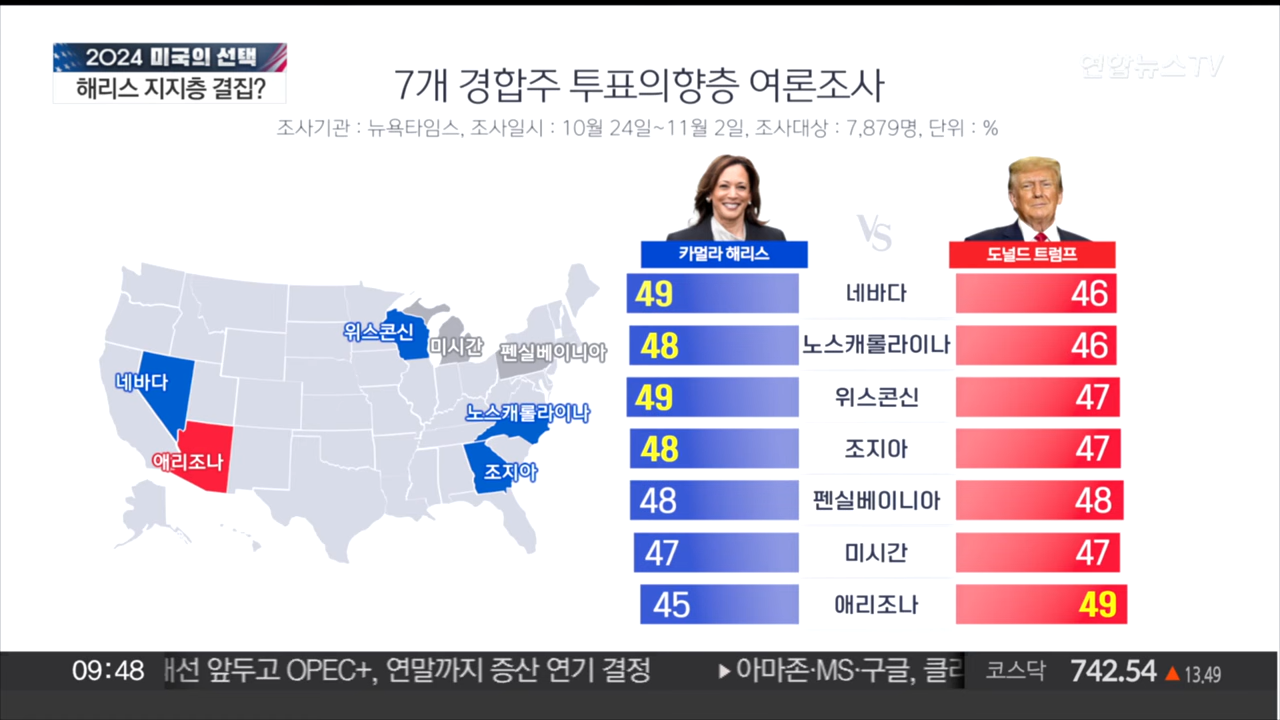 2024 미국의 선택
해리스 지지층 결집?
연합뉴스TV
7개 경합주 투표의향층 여론조사
조사기관 : 뉴욕타임스, 조사일시 : 10월 24일~11월 2일, 조사대상 : 7,879명, 단위 : %
VS
카멀라 해리스
도널드 트럼프
49 네바다 46
48 노스캐롤라이나 46
49 위스콘신 47
48 조지아 47
48 펜실베이니아 48
47 미시간 47
45 애리조나 49
위스콘신
미시간
펜실베이니아
네바다
노스캐롤라이나
애리조나
조지아
09:48 대선 앞두고 OPEC+, 연말까지 증산 연기 결정 ▶아마존·MS·구글, 클라 코스닥 742.54 ▲ 13.49